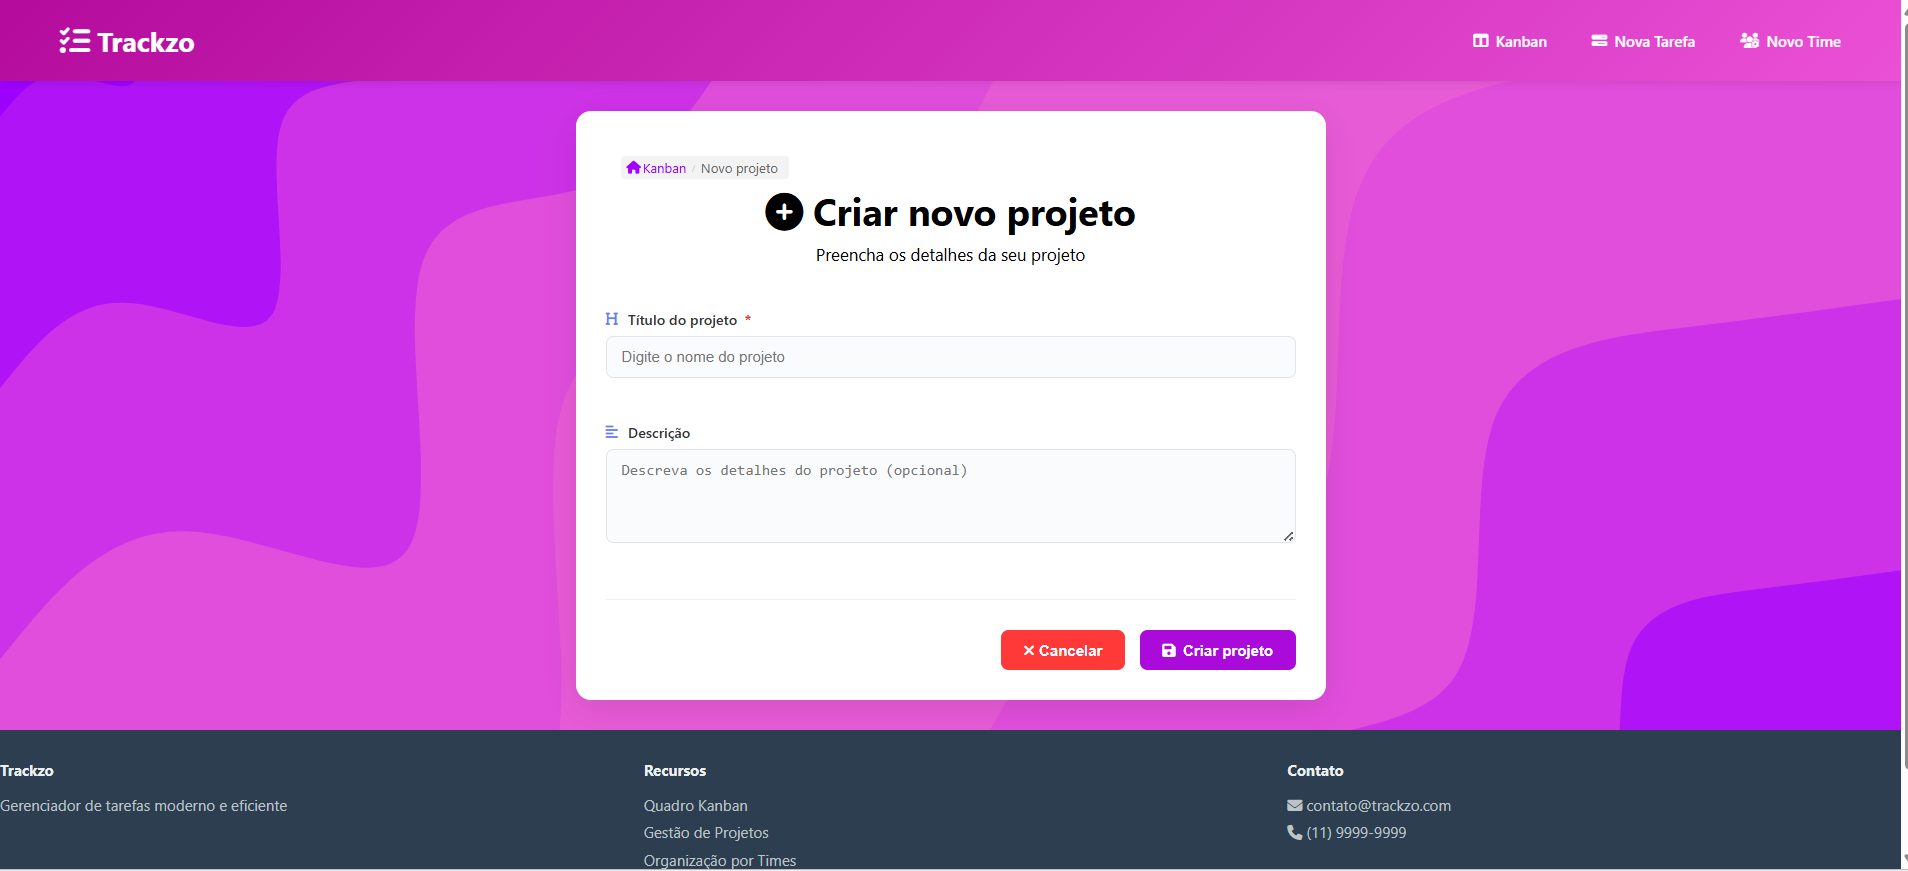 Trackzo
Kanban
Nova Tarefa
Novo Time
Kanban / Novo projeto
Criar novo projeto
Preencha os detalhes da seu projeto
Título do projeto *
Digite o nome do projeto
Descrição
Descreva os detalhes do projeto (opcional)
Cancelar
Criar projeto
Trackzo
Gerenciador de tarefas moderno e eficiente
Recursos
Quadro Kanban
Gestão de Projetos
Organização por Times
Contato
contato@trackzo.com
(11) 9999-9999